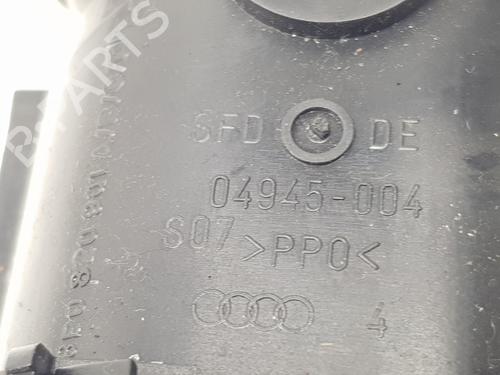 SFD DE
04945-004
S07 >PPO<
4
B-PARTS